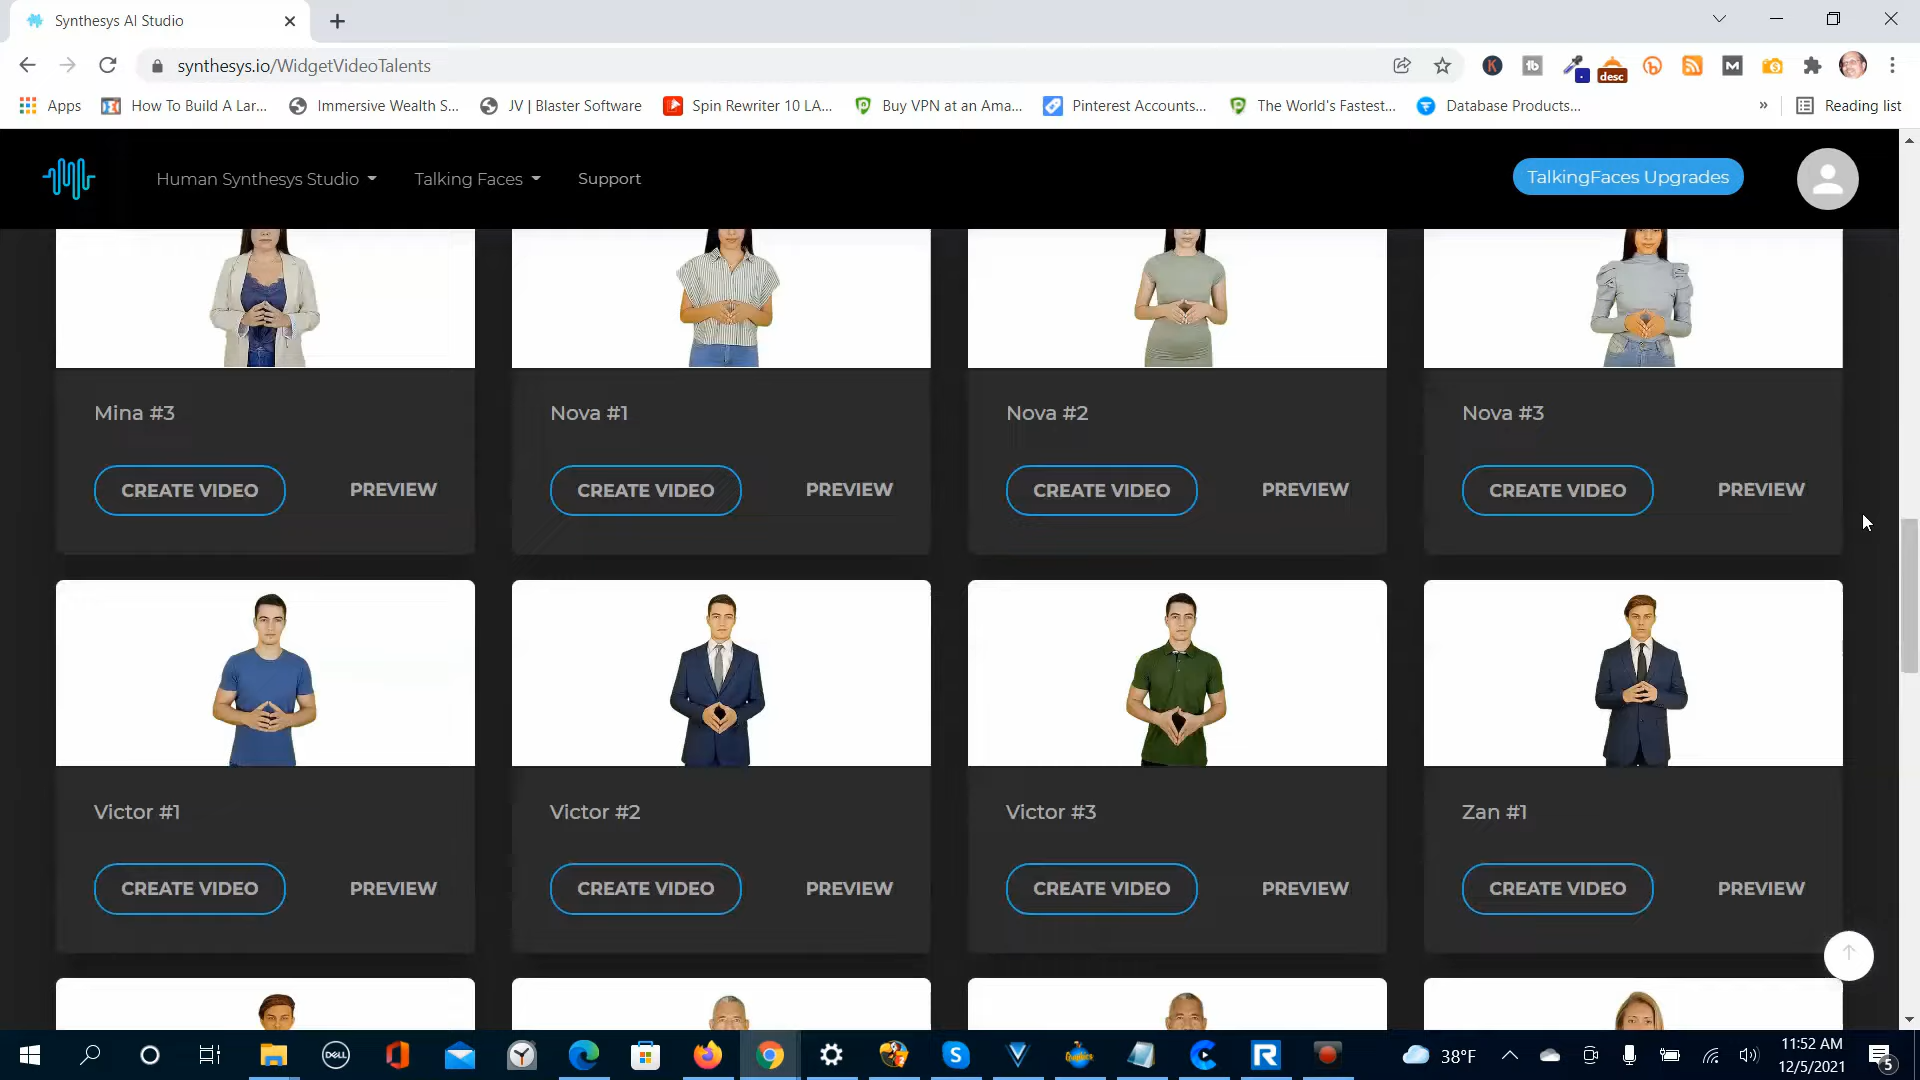 Synthesys AI Studio
synthesys.io/WidgetVideoTalents
K
tb
desc
M
Apps
How To Build A Lar...
Immersive Wealth S...
JV | Blaster Software
Spin Rewriter 10 LA...
Buy VPN at an Ama...
Pinterest Accounts...
The World's Fastest...
Database Products...
»
Reading list
Human Synthesys Studio
Talking Faces
Support
TalkingFaces Upgrades
Mina #3
Nova #1
Nova #2
Nova #3
CREATE VIDEO PREVIEW
CREATE VIDEO PREVIEW
CREATE VIDEO PREVIEW
CREATE VIDEO PREVIEW
Victor #1
Victor #2
Victor #3
Zan #1
CREATE VIDEO PREVIEW
CREATE VIDEO PREVIEW
CREATE VIDEO PREVIEW
CREATE VIDEO PREVIEW
DELL
S
R
38°F
11:52 AM
12/5/2021
5